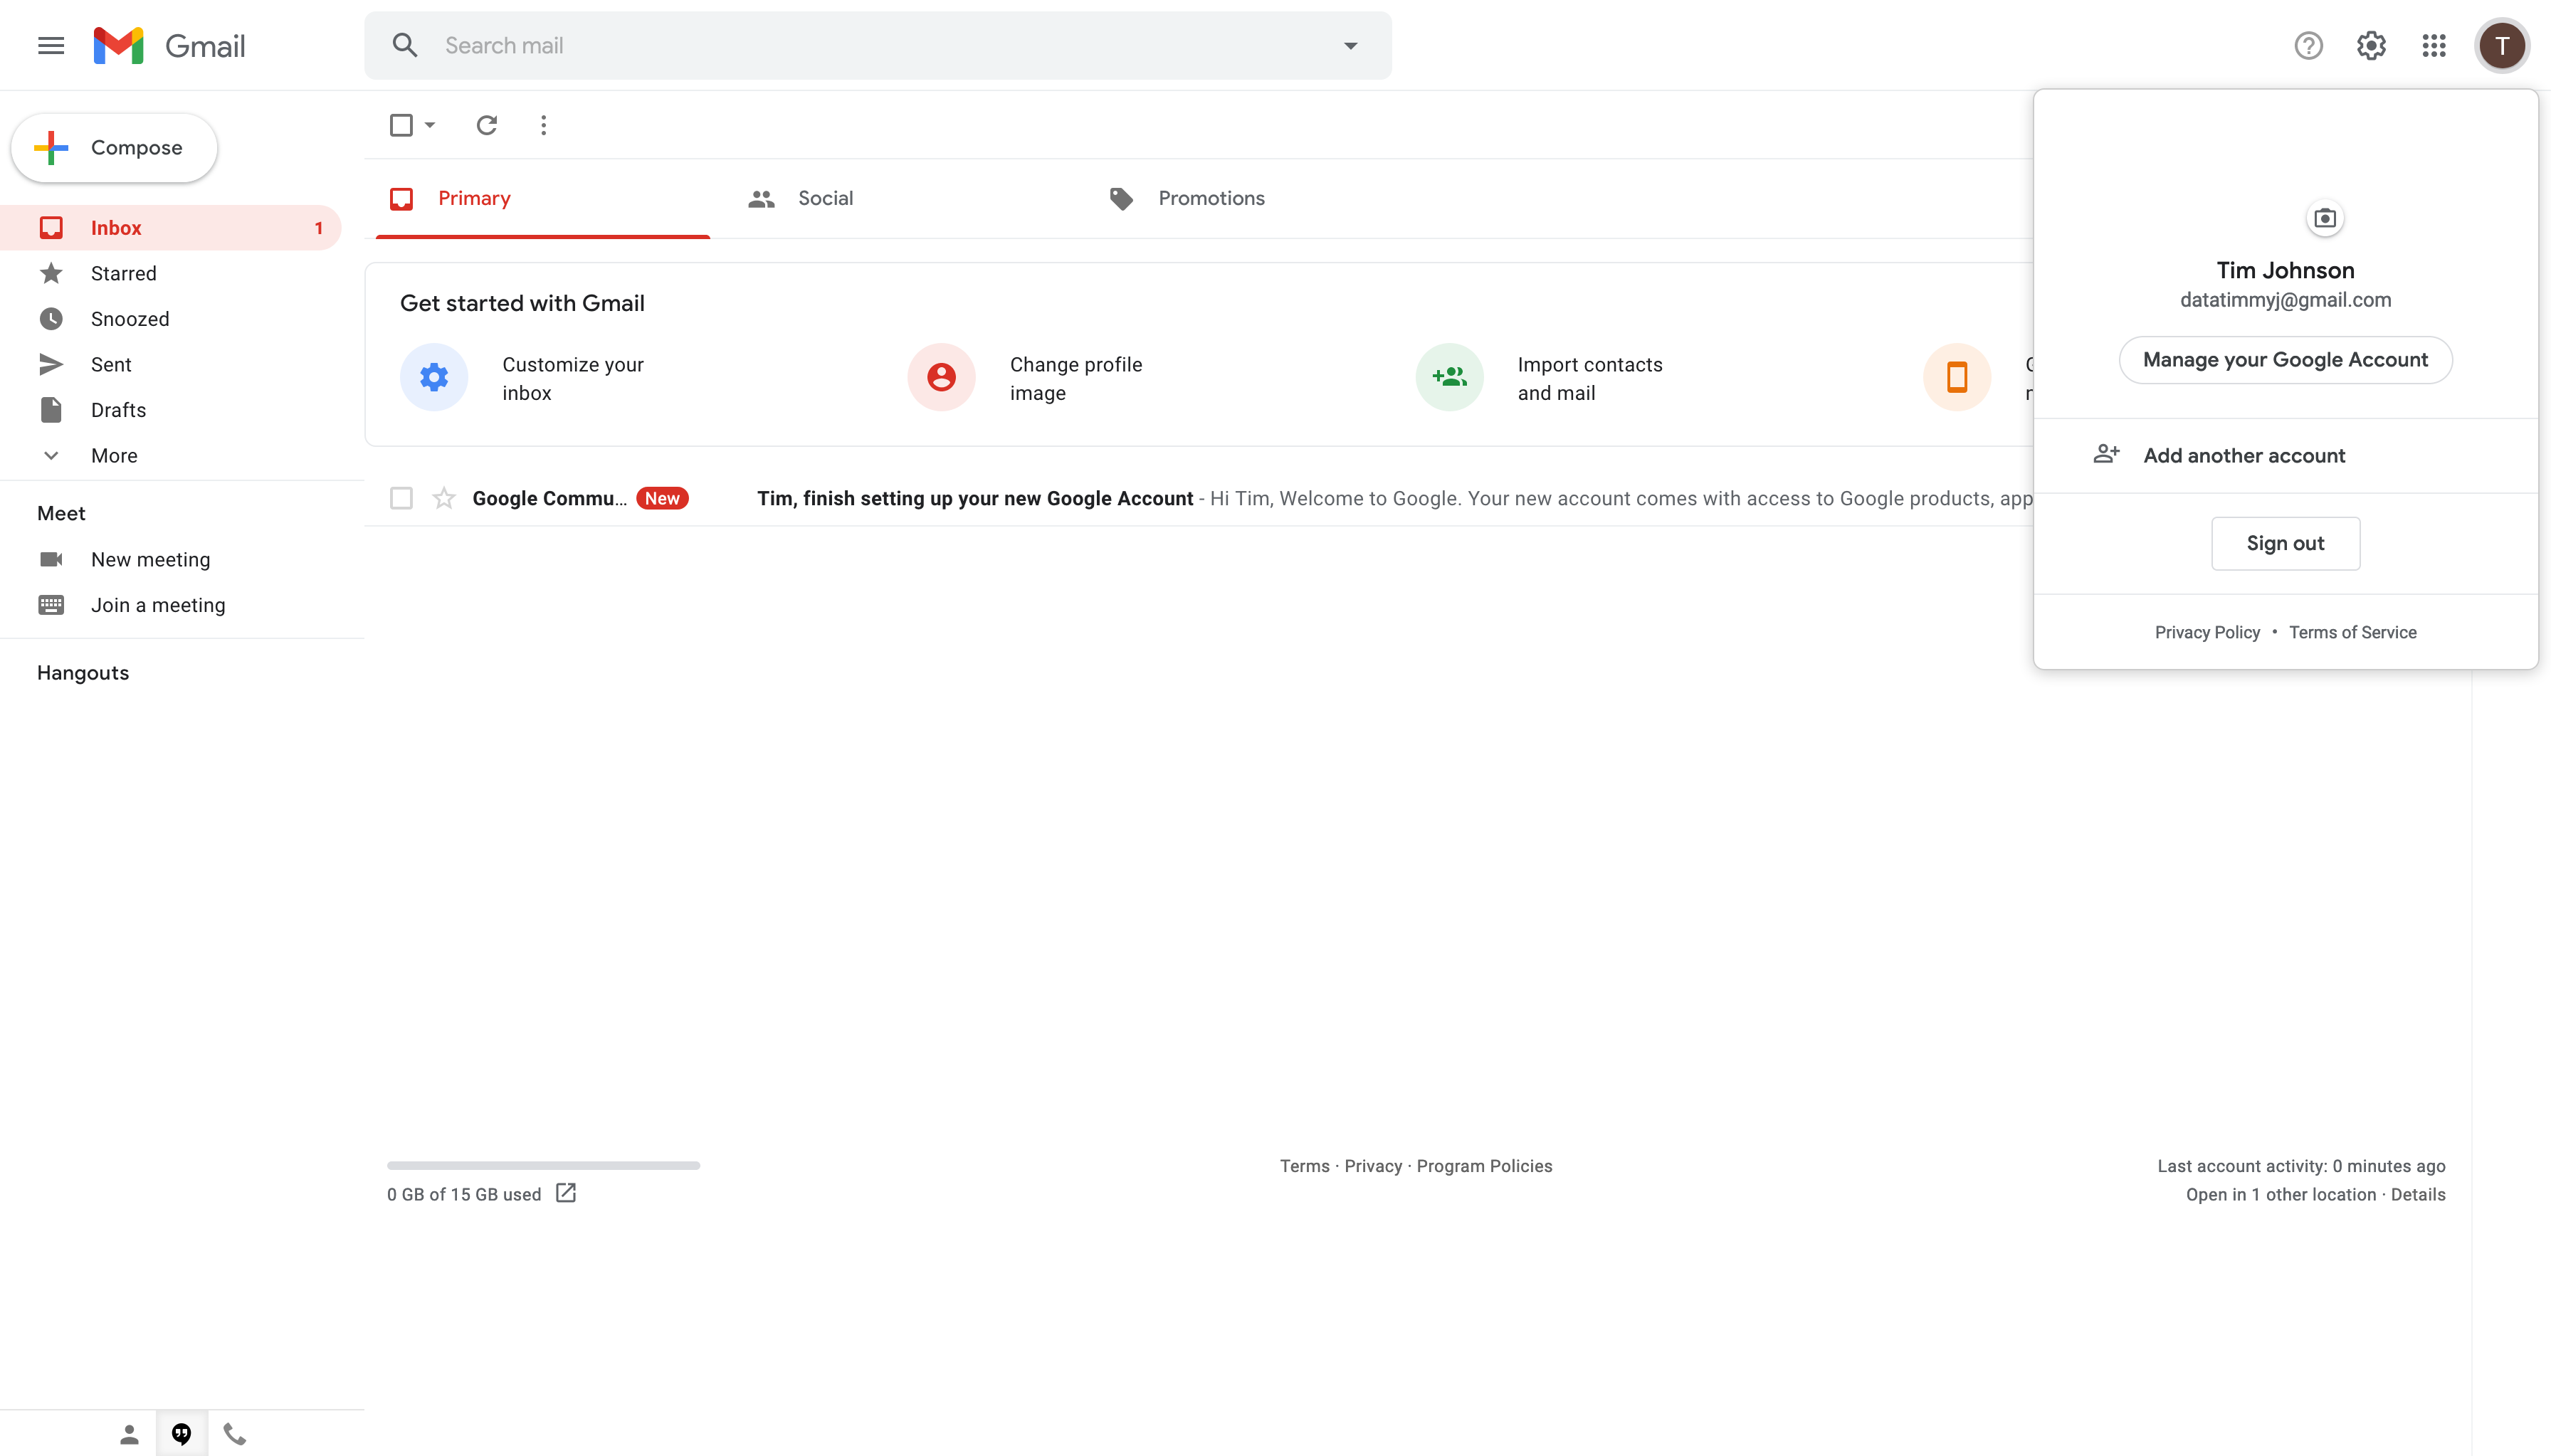 Gmail
Search mail
T
Compose
Inbox 1
Starred
Snoozed
Sent
Drafts
More
Meet
New meeting
Join a meeting
Hangouts
Primary
Social
Promotions
Get started with Gmail
Customize your
inbox
Change profile
image
Import contacts
and mail
Google Commu... New Tim, finish setting up your new Google Account - Hi Tim, Welcome to Google. Your new account comes with access to Google products, app
Tim Johnson
datatimmyj@gmail.com
Manage your Google Account
Add another account
Sign out
Privacy Policy • Terms of Service
0 GB of 15 GB used
Terms · Privacy · Program Policies
Last account activity: 0 minutes ago
Open in 1 other location · Details